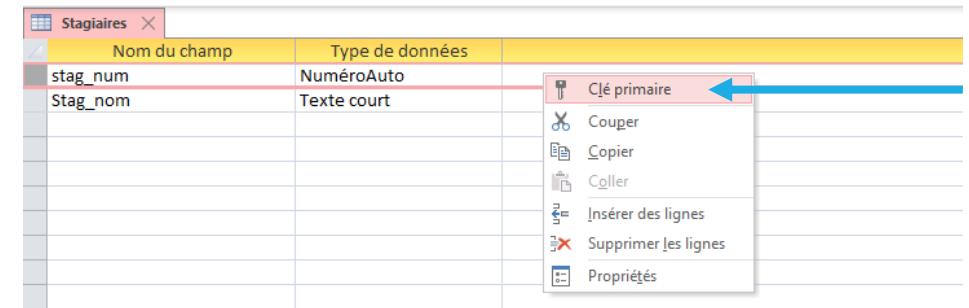 Stagiaires
Nom du champ Type de données
stag_num NuméroAuto
Stag_nom Texte court
Clé primaire
Couper
Copier
Coller
Insérer des lignes
Supprimer les lignes
Propriétés